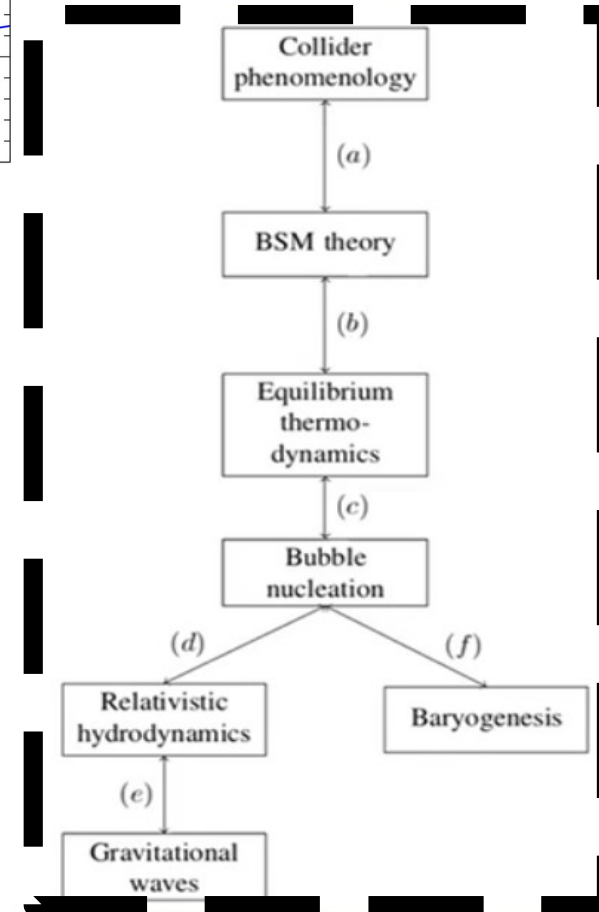 Collider
phenomenology
(a)
BSM theory
(b)
Equilibrium
thermo-
dynamics
(c)
Bubble
nucleation
(d)
(f)
Relativistic
hydrodynamics
Baryogenesis
(e)
Gravitational
waves